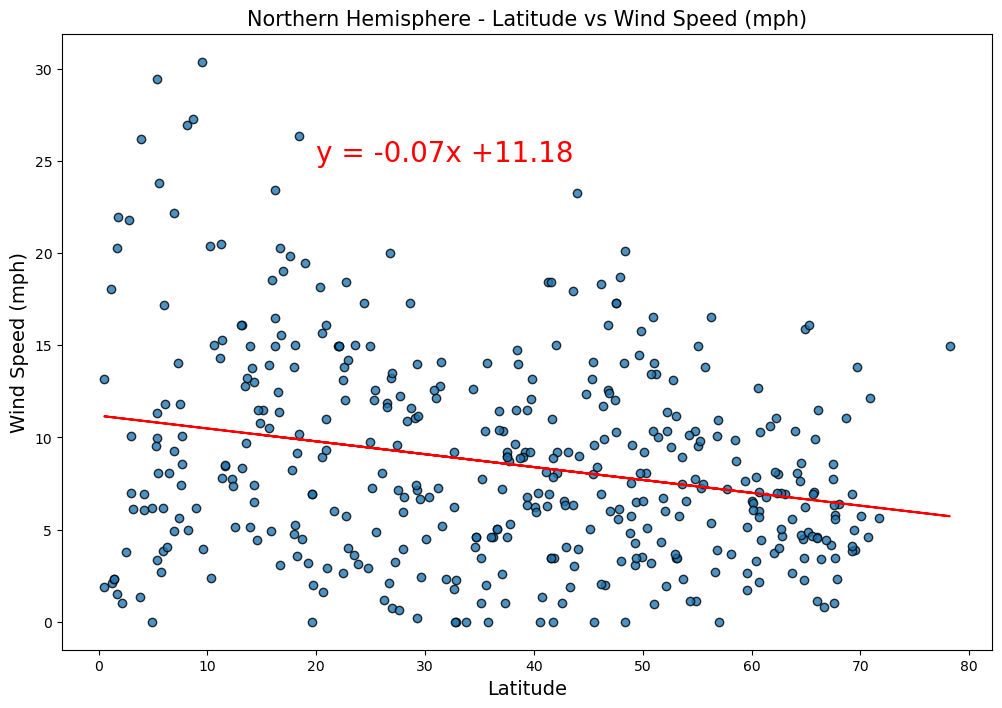 Northern Hemisphere - Latitude vs Wind Speed (mph)
30
25
20
15
10
5
0
Wind Speed (mph)
y = -0.07x +11.18
0 10 20 30 40 50 60 70 80
Latitude